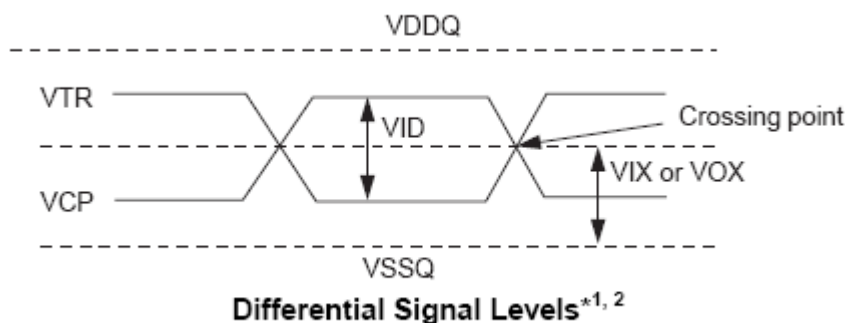 VDDQ
VTR
VID
Crossing point
VIX or VOX
VCP
VSSQ
Differential Signal Levels*1, 2